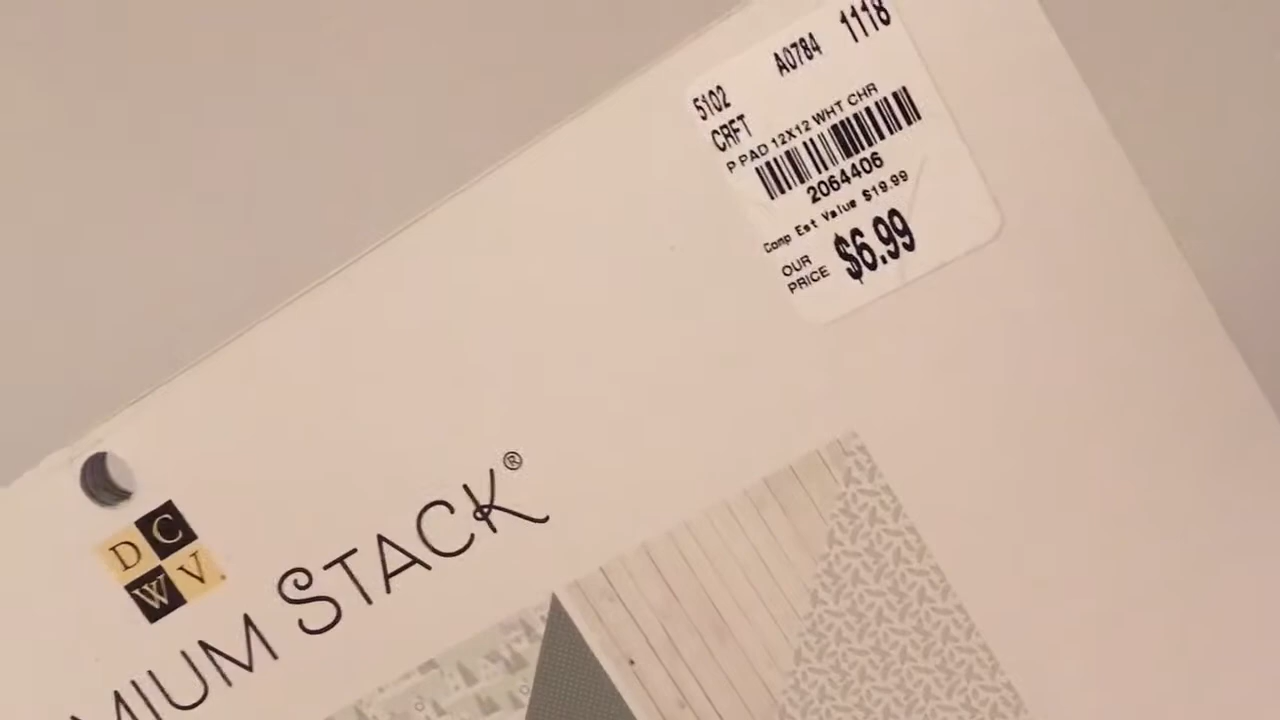 5102 A0784 1118
CRFT
P PAD 12X12 WHT CHR
2064406
Comp Est Value $19.99
OUR PRICE $6.99
DCWV
MIUM STACK®